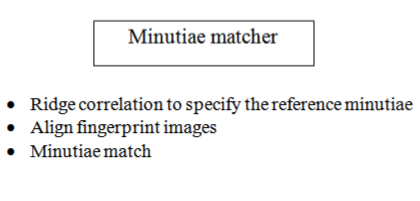 Minutiae matcher
• Ridge correlation to specify the reference minutiae
• Align fingerprint images
• Minutiae match